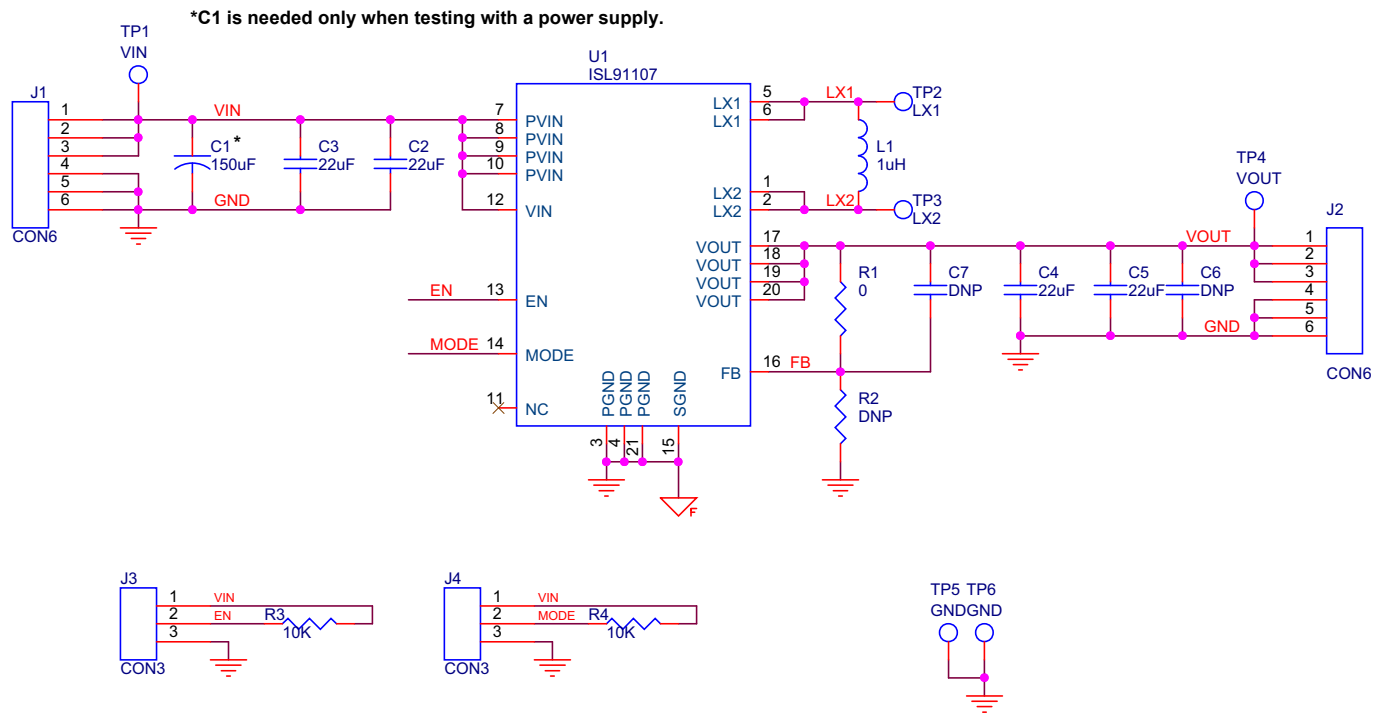 *C1 is needed only when testing with a power supply.
TP1
VIN
J1
1
2
3
4
5
6
CON6
VIN
GND
C1 *
150uF
C3
22uF
C2
22uF
U1
ISL91107
7
8
9
10
12
13
14
11
PVIN
PVIN
PVIN
PVIN
VIN
EN
MODE
NC
EN
MODE
PGND
PGND
PGND
SGND
3
4
21
15
F
LX1
LX1
LX2
LX2
VOUT
VOUT
VOUT
VOUT
FB
5
6
1
2
17
18
19
20
16
LX1
TP2
LX1
L1
1uH
LX2
TP3
LX2
FB
R1
0
R2
DNP
C7
DNP
C4
22uF
C5
22uF
C6
DNP
VOUT
GND
TP4
VOUT
J2
1
2
3
4
5
6
CON6
J3
1
2
3
CON3
VIN
EN
R3
10K
J4
1
2
3
CON3
VIN
MODE
R4
10K
TP5 TP6
GND GND